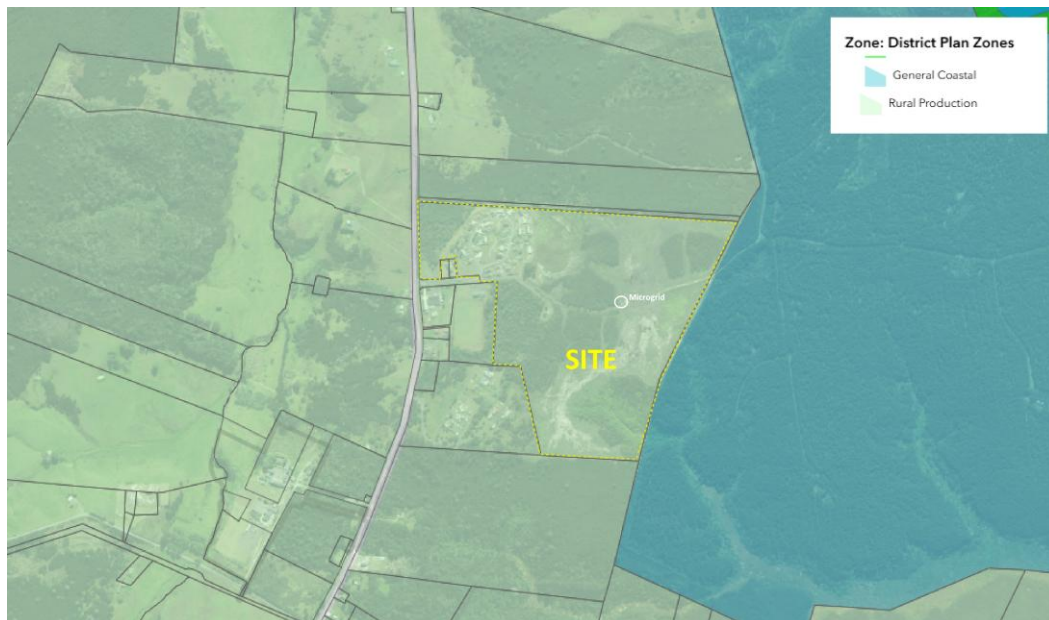 Zone: District Plan Zones
General Coastal
Rural Production
Microgrid
SITE